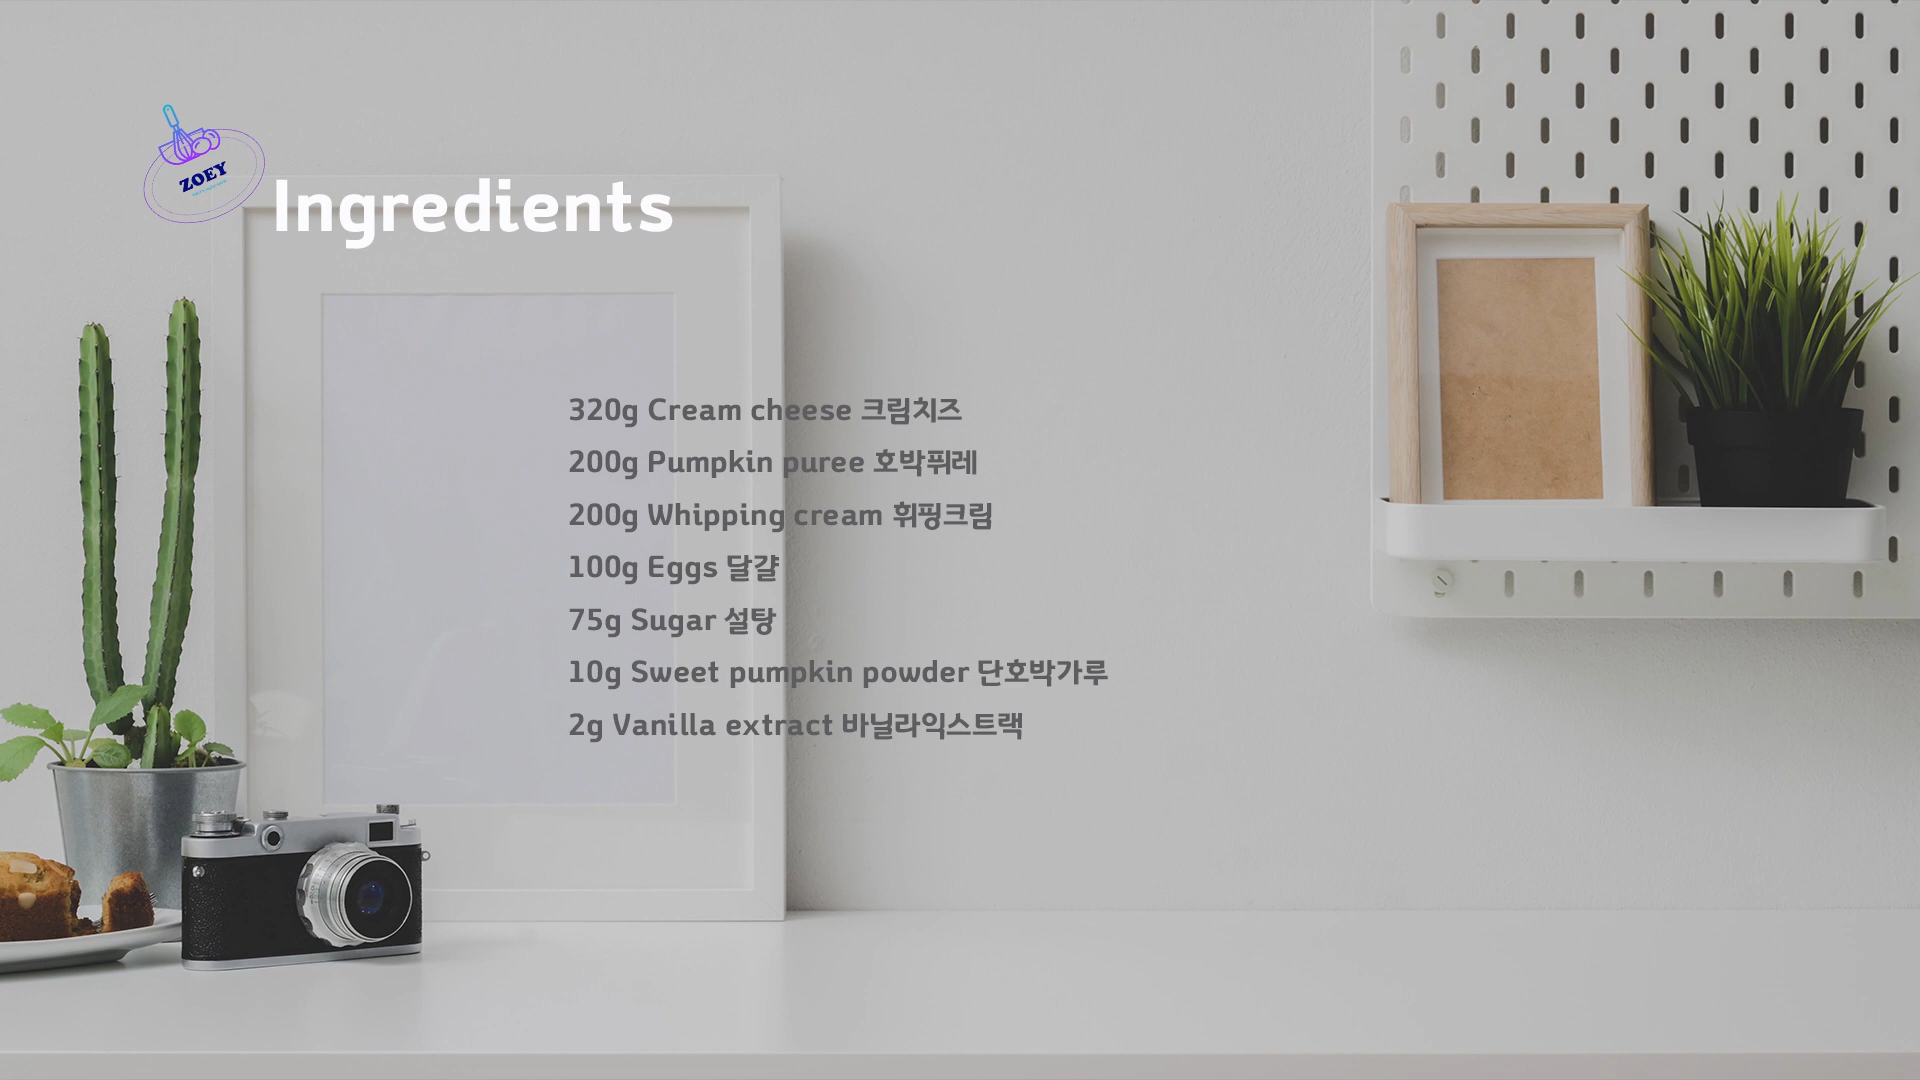 ZOEY
Ingredients
320g Cream cheese 크림치즈
200g Pumpkin puree 호박퓌레
200g Whipping cream 휘핑크림
100g Eggs 달걀
75g Sugar 설탕
10g Sweet pumpkin powder 단호박가루
2g Vanilla extract 바닐라익스트랙